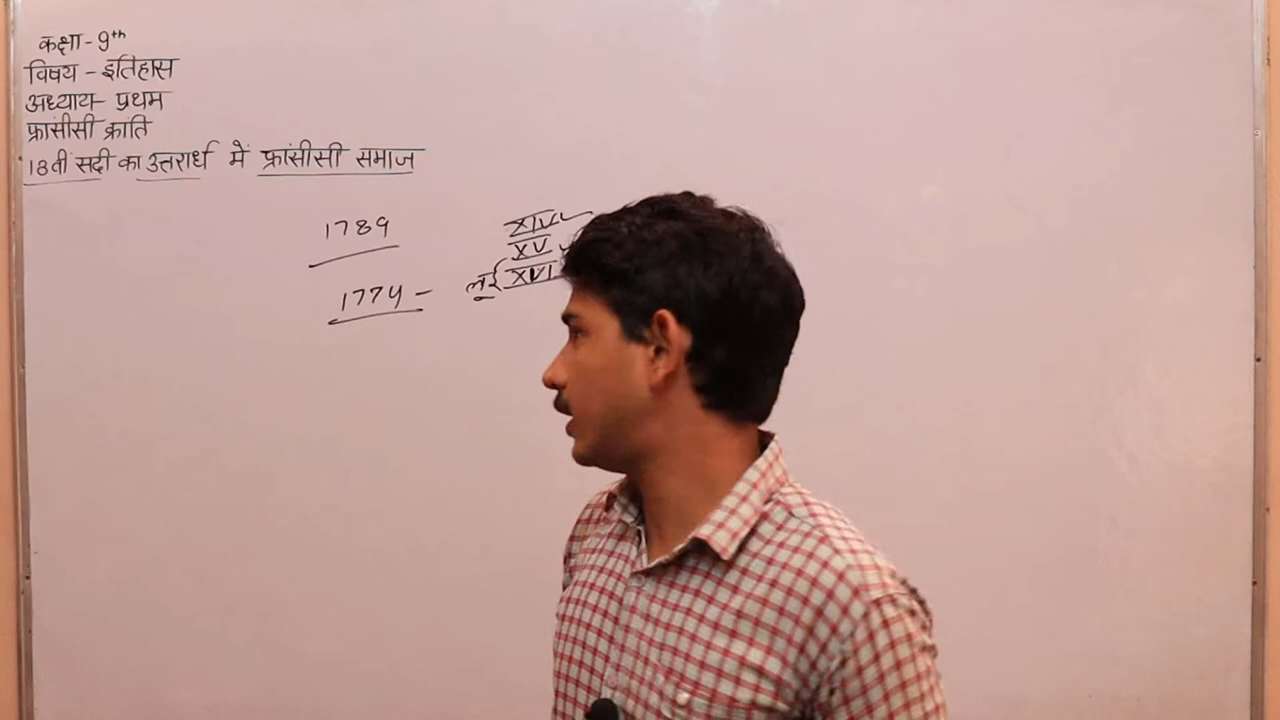 कक्षा - 9th
विषय - इतिहास
अध्याय - प्रथम
फ्रांसीसी क्रांति
18वीं सदी का उत्तरार्ध में फ्रांसीसी समाज
1789
XIV
XV
1774 - लूई XVI